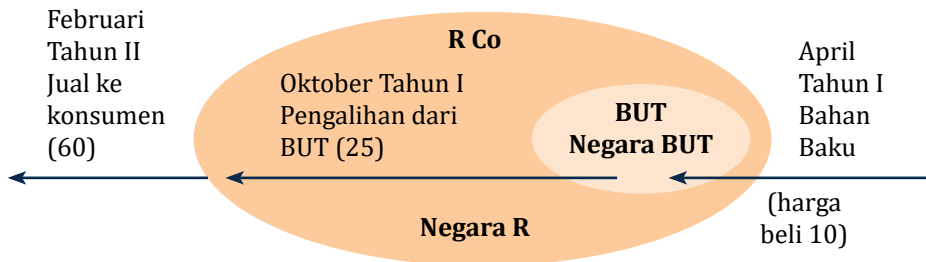 Februari
Tahun II
Jual ke
konsumen
(60)
R Co
Oktober Tahun I
Pengalihan dari
BUT (25)
BUT
Negara BUT
April
Tahun I
Bahan
Baku
(harga
beli 10)
Negara R